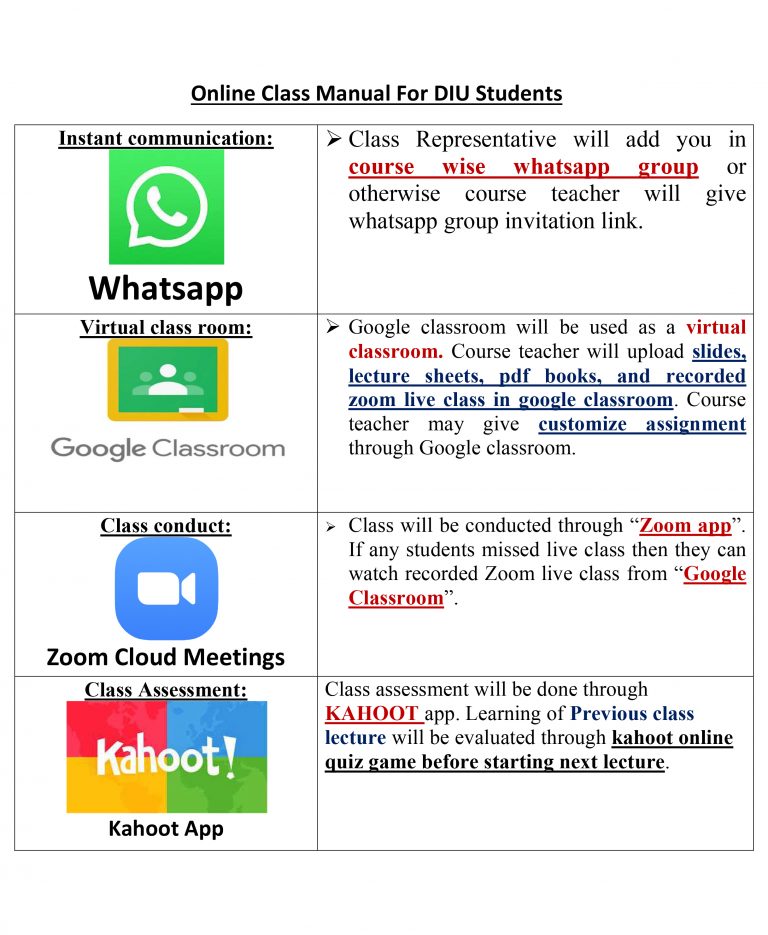 Online Class Manual For DIU Students
Instant communication:
Whatsapp
➢ Class Representative will add you in
course wise whatsapp group or
otherwise course teacher will give
whatsapp group invitation link.
Virtual class room:
Google Classroom
➢ Google classroom will be used as a virtual
classroom. Course teacher will upload slides,
lecture sheets, pdf books, and recorded
zoom live class in google classroom. Course
teacher may give customize assignment
through Google classroom.
Class conduct:
Zoom Cloud Meetings
➢ Class will be conducted through “Zoom app”.
If any students missed live class then they can
watch recorded Zoom live class from “Google
Classroom”.
Class Assessment:
Kahoot!
Kahoot App
Class assessment will be done through
KAHOOT app. Learning of Previous class
lecture will be evaluated through kahoot online
quiz game before starting next lecture.